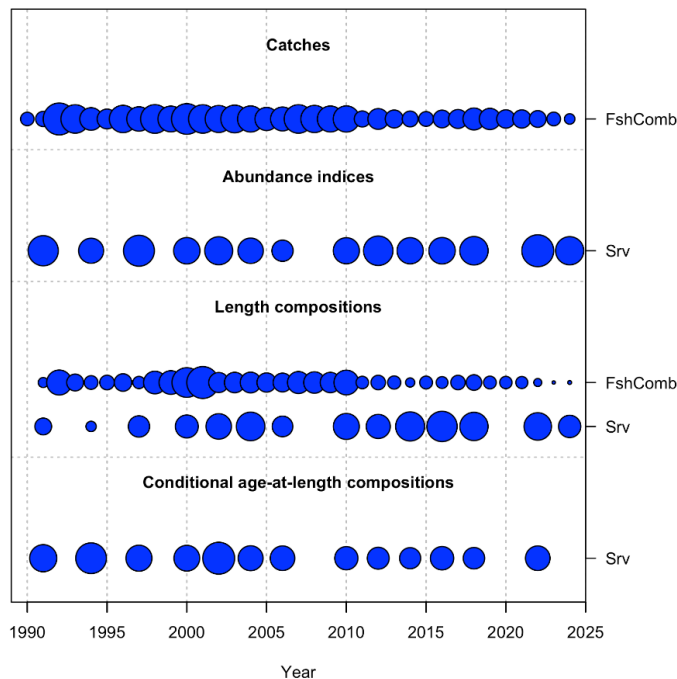 Catches
FshComb
Abundance indices
Srv
Length compositions
FshComb
Srv
Conditional age-at-length compositions
Srv
1990 1995 2000 2005 2010 2015 2020 2025
Year